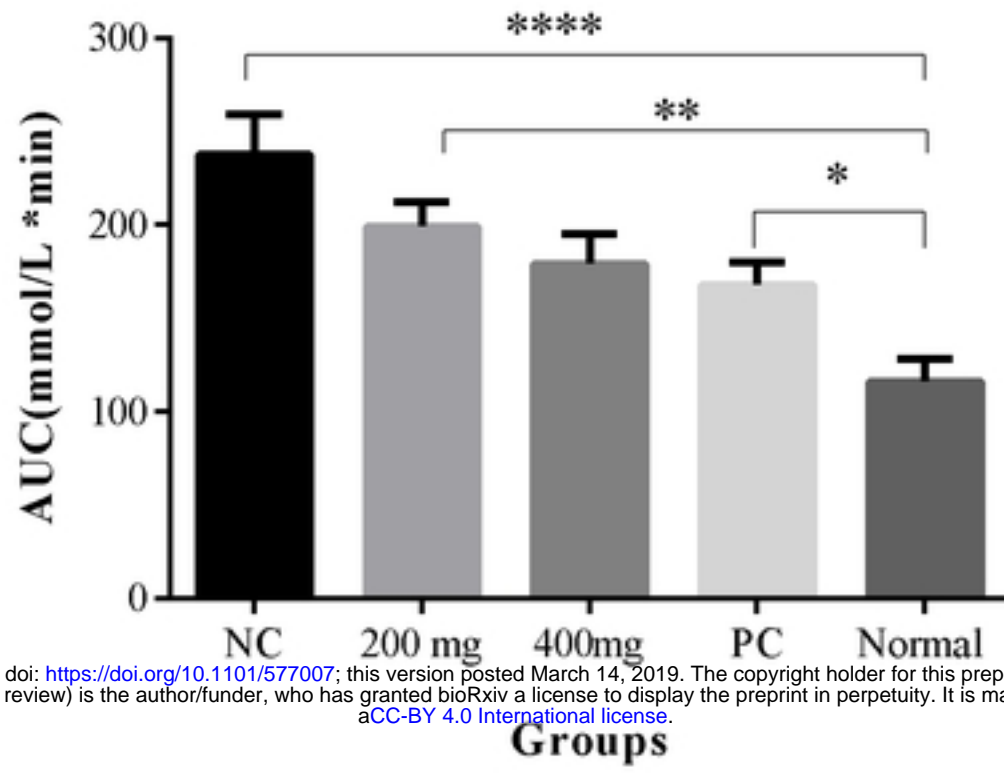 ****
300
**
*
200
100
0
AUC(mmol/L *min)
NC 200 mg 400mg PC Normal
doi: https://doi.org/10.1101/577007; this version posted March 14, 2019. The copyright holder for this
review) is the author/funder, who has granted bioRxiv a license to display the preprint in perpetuity. It is
aCC-BY 4.0 International license.
Groups